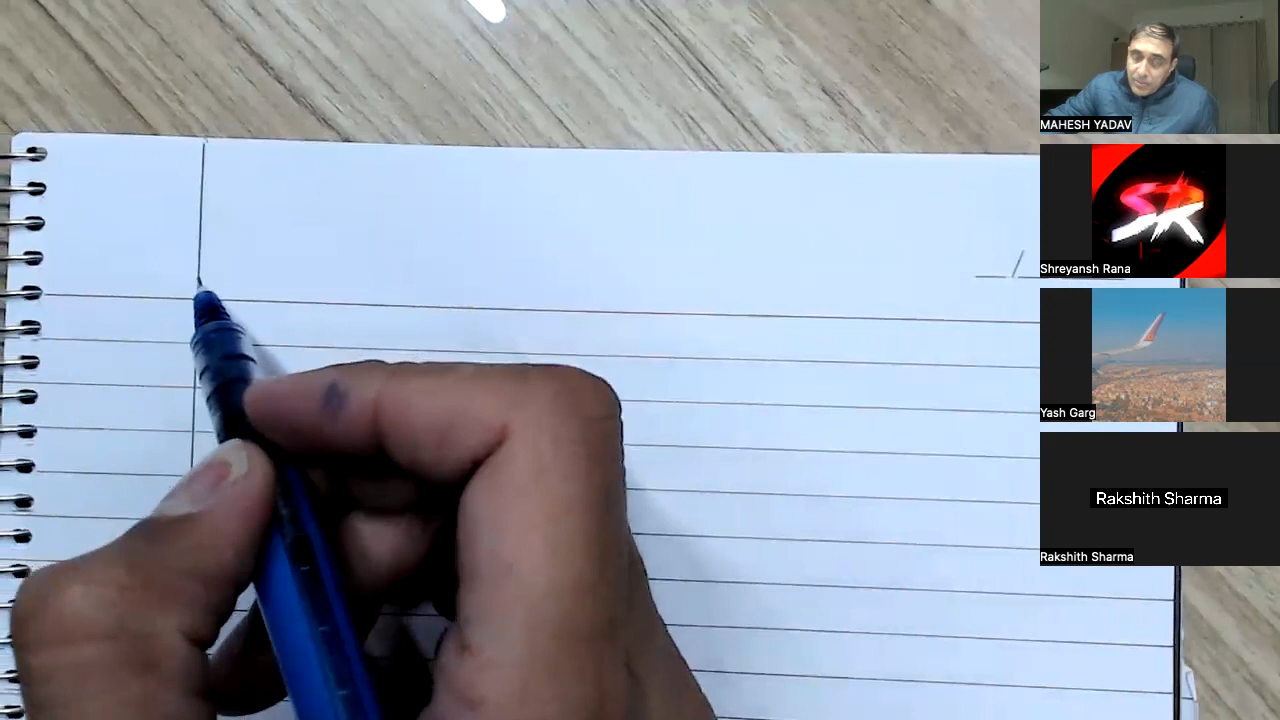 MAHESH YADAV
Shreyansh Rana
Yash Garg
Rakshith Sharma
Rakshith Sharma